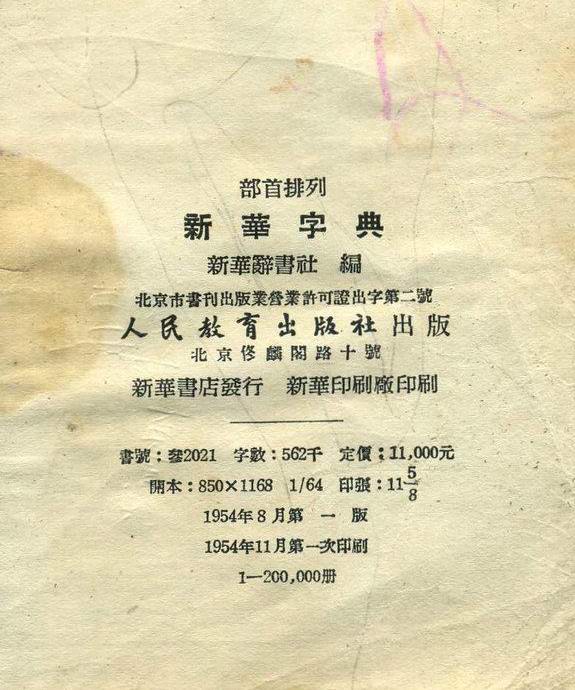 部首排列
新華字典
新華辭書社 編
北京市書刊出版業營業許可證出字第二號
人民教育出版社出版
北京修麟閣路十號
新華書店發行 新華印刷廠印刷
書號：參2021 字數：562千 定價：11,000元
開本：850×1168 1/64 印張：11 5/8
1954年8月第一版
1954年11月第一次印刷
1—200,000册